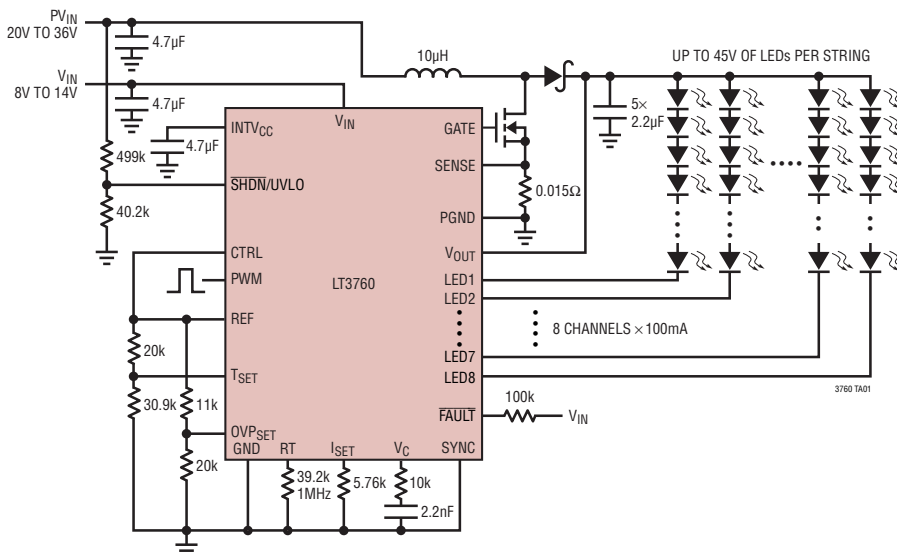 PVIN
20V TO 36V
4.7µF
10µH
UP TO 45V OF LEDs PER STRING
VIN
8V TO 14V
4.7µF
5×
2.2µF
INTVCC
VIN
GATE
4.7µF
499k
SENSE
SHDN/UVLO
0.015Ω
40.2k
PGND
CTRL
VOUT
PWM
LT3760
LED1
LED2
REF
8 CHANNELS × 100mA
20k
LED7
TSET
LED8
3760 TA01
30.9k
11k
100k
FAULT
VIN
OVPSET
GND
RT
ISET
VC
SYNC
20k
39.2k
1MHz
5.76k
10k
2.2nF